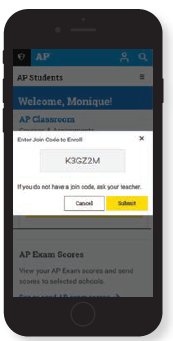 AP
AP Students
Welcome, Monique!
AP Classroom
Enter Join Code to Enroll
K3GZ2M
If you do not have a join code, ask your teacher.
Cancel Submit
AP Exam Scores
View your AP Exam scores and send
scores to selected schools.